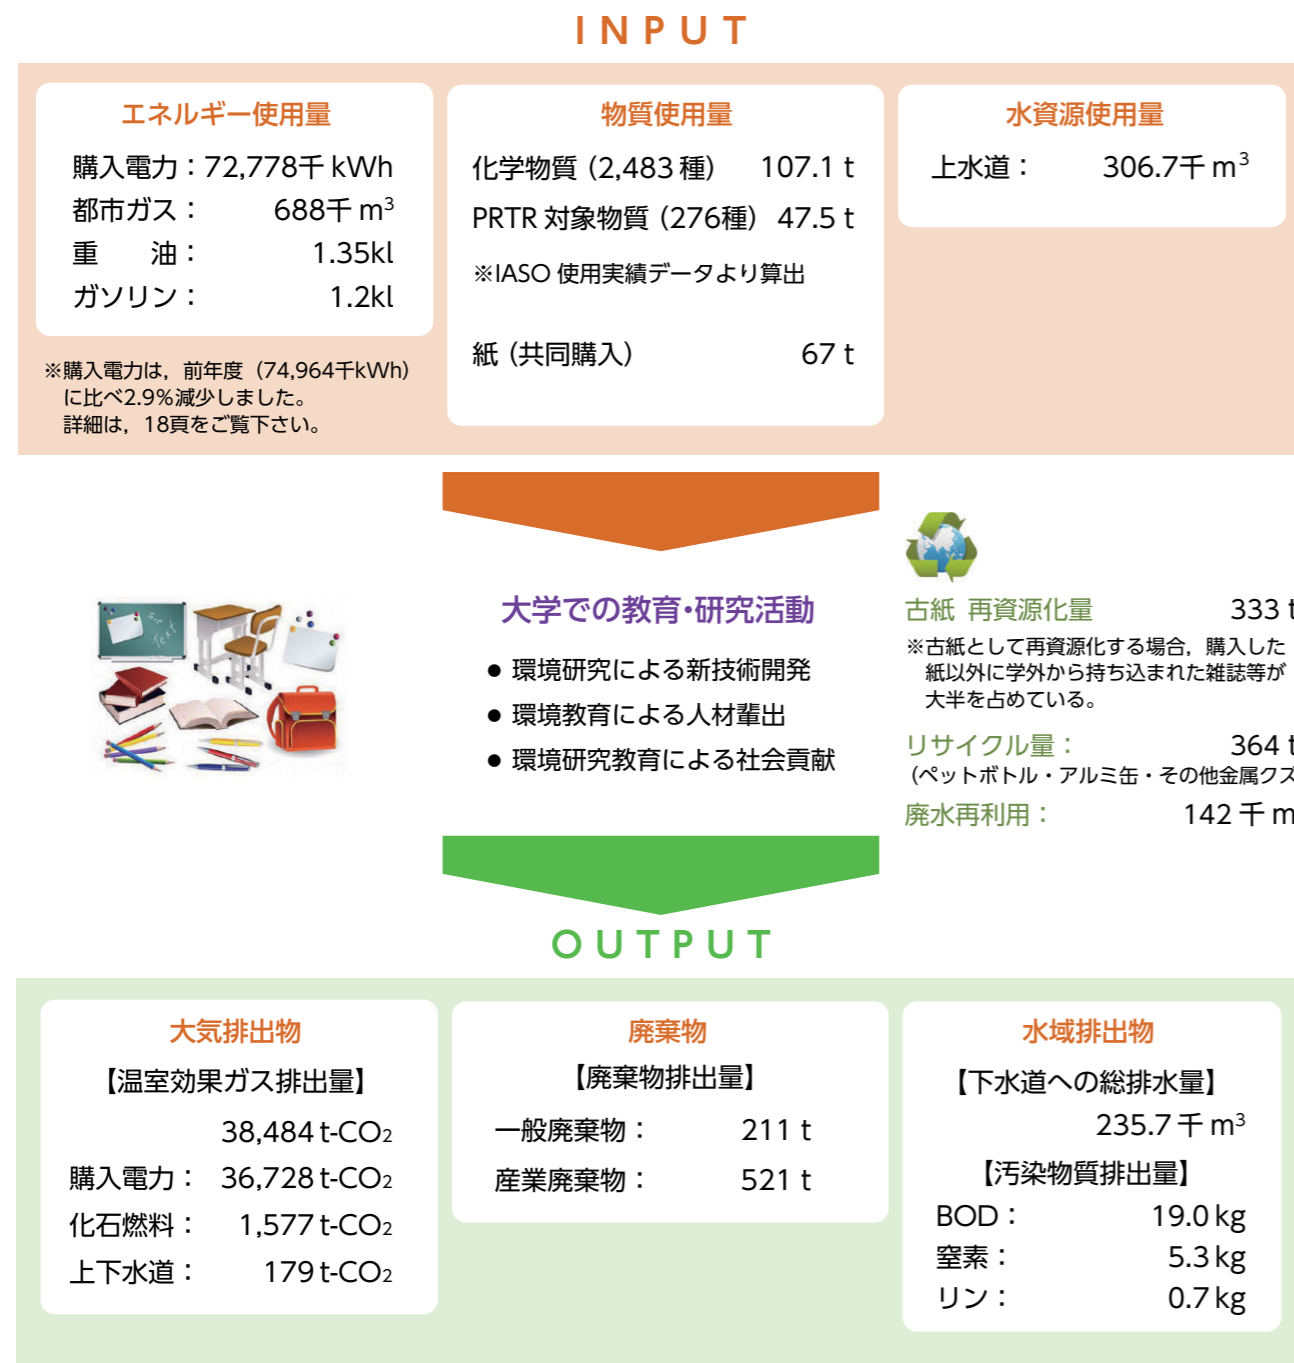 INPUT
エネルギー使用量
購入電力：72,778千 kWh
都市ガス： 688千 m³
重　　油： 1.35kl
ガソリン： 1.2kl
※購入電力は，前年度（74,964千kWh）
に比べ2.9％減少しました。
詳細は，18頁をご覧下さい。
物質使用量
化学物質（2,483 種） 107.1 t
PRTR 対象物質（276種） 47.5 t
※IASO 使用実績データより算出
紙（共同購入） 67 t
水資源使用量
上水道： 306.7千 m³
Text
Text
大学での教育・研究活動
● 環境研究による新技術開発
● 環境教育による人材輩出
● 環境研究教育による社会貢献
古紙 再資源化量 333 t
※古紙として再資源化する場合，購入した
紙以外に学外から持ち込まれた雑誌等が
大半を占めている。
リサイクル量： 364 t
（ペットボトル・アルミ缶・その他金属クズ
廃水再利用： 142 千 m
OUTPUT
大気排出物
【温室効果ガス排出量】
38,484 t-CO₂
購入電力： 36,728 t-CO₂
化石燃料： 1,577 t-CO₂
上下水道： 179 t-CO₂
廃棄物
【廃棄物排出量】
一般廃棄物： 211 t
産業廃棄物： 521 t
水域排出物
【下水道への総排水量】
235.7 千 m³
【汚染物質排出量】
BOD： 19.0 kg
窒素： 5.3 kg
リン： 0.7 kg